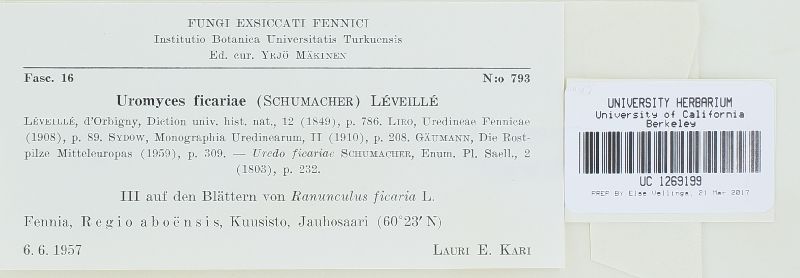 FUNGI EXSICCATI FENNICI
Institutio Botanica Universitatis Turkuensis
Ed. cur. YRJÖ MÄKINEN
Fasc. 16 N:o 793
Uromyces ficariae (SCHUMACHER) LÉVEILLÉ
LÉVEILLÉ, d'Orbigny, Diction univ. hist. nat., 12 (1849), p. 786. LIRO, Uredineae Fennicae
(1908), p. 89. SYDOW, Monographia Uredinearum, II (1910), p. 208. GÄUMANN, Die Rost-
pilze Mitteleuropas (1959), p. 309. — Uredo ficariae SCHUMACHER, Enum. Pl. Saell., 2
(1803), p. 232.
III auf den Blättern von Ranunculus ficaria L.
Fennia, Regio aboënsis, Kuusisto, Jauhosaari (60°23′ N)
6. 6. 1957 LAURI E. KARI
UNIVERSITY HERBARIUM
University of California
Berkeley
UC 1269199
PREP BY Else Vellinga, 21 Mar 2017